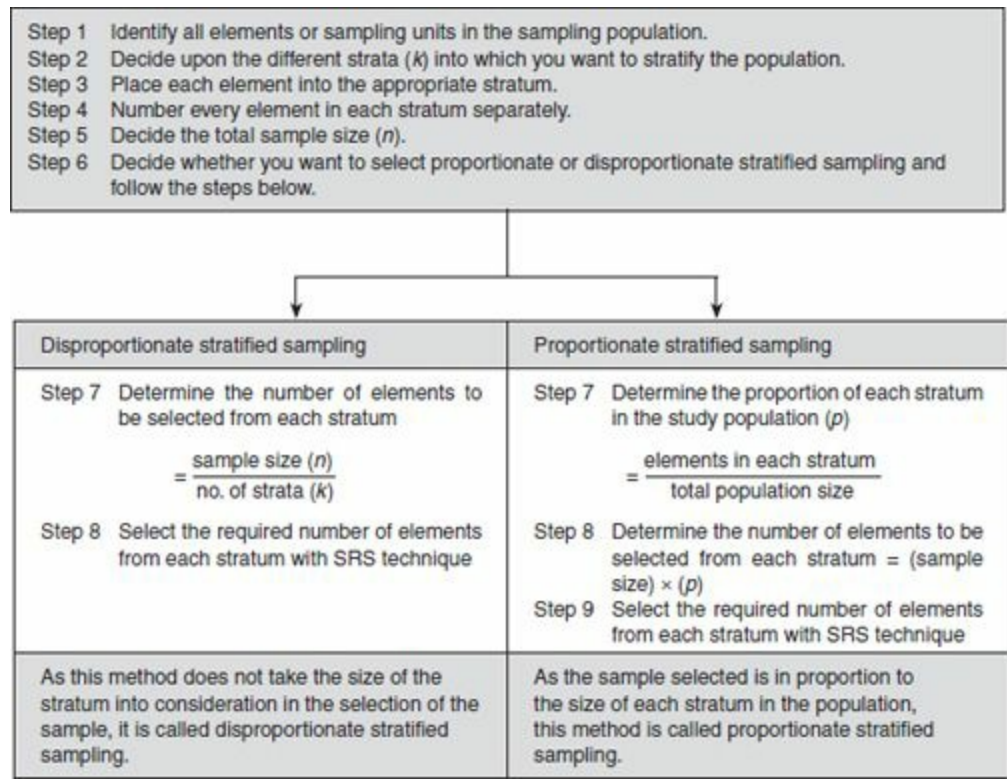 Step 1 Identify all elements or sampling units in the sampling population.
Step 2 Decide upon the different strata (k) into which you want to stratify the population.
Step 3 Place each element into the appropriate stratum.
Step 4 Number every element in each stratum separately.
Step 5 Decide the total sample size (n).
Step 6 Decide whether you want to select proportionate or disproportionate stratified sampling and
follow the steps below.
Disproportionate stratified sampling
Step 7 Determine the number of elements to
be selected from each stratum
= sample size (n)
no. of strata (k)
Step 8 Select the required number of elements
from each stratum with SRS technique
As this method does not take the size of the
stratum into consideration in the selection of the
sample, it is called disproportionate stratified
sampling.
Proportionate stratified sampling
Step 7 Determine the proportion of each stratum
in the study population (p)
= elements in each stratum
total population size
Step 8 Determine the number of elements to be
selected from each stratum = (sample
size) × (p)
Step 9 Select the required number of elements
from each stratum with SRS technique
As the sample selected is in proportion to
the size of each stratum in the population,
this method is called proportionate stratified
sampling.